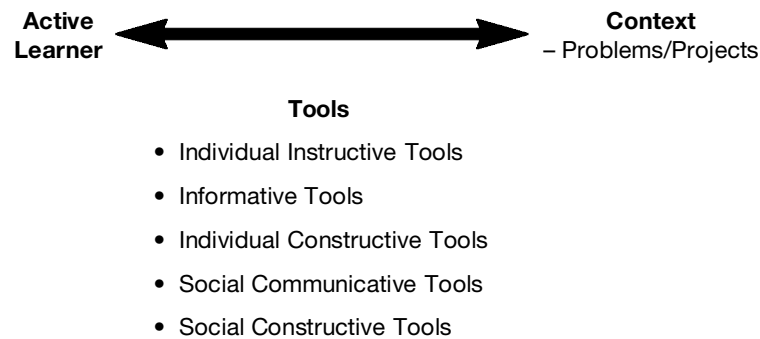 Active
Learner
Context
– Problems/Projects
Tools
• Individual Instructive Tools
• Informative Tools
• Individual Constructive Tools
• Social Communicative Tools
• Social Constructive Tools